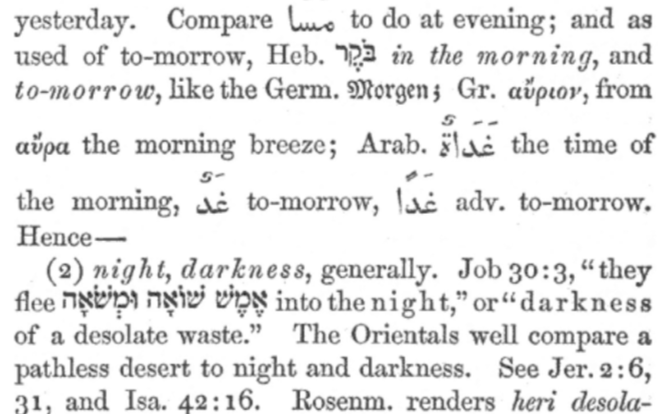 yesterday. Compare مسا to do at evening; and as
used of to-morrow, Heb. בֹּקֶר in the morning, and
to-morrow, like the Germ. Morgen; Gr. αὔριον, from
αὔρα the morning breeze; Arab. غَدَاةٌ the time of
the morning, غَدٌ to-morrow, غَدًا adv. to-morrow.
Hence—
(2) night, darkness, generally. Job 30:3, “they
flee אֶמֶשׁ שׁוֹאָה וּמְשֹׁאָה into the night,” or “darkness
of a desolate waste.” The Orientals well compare a
pathless desert to night and darkness. See Jer. 2:6,
31, and Isa. 42:16. Rosenm. renders heri desola-